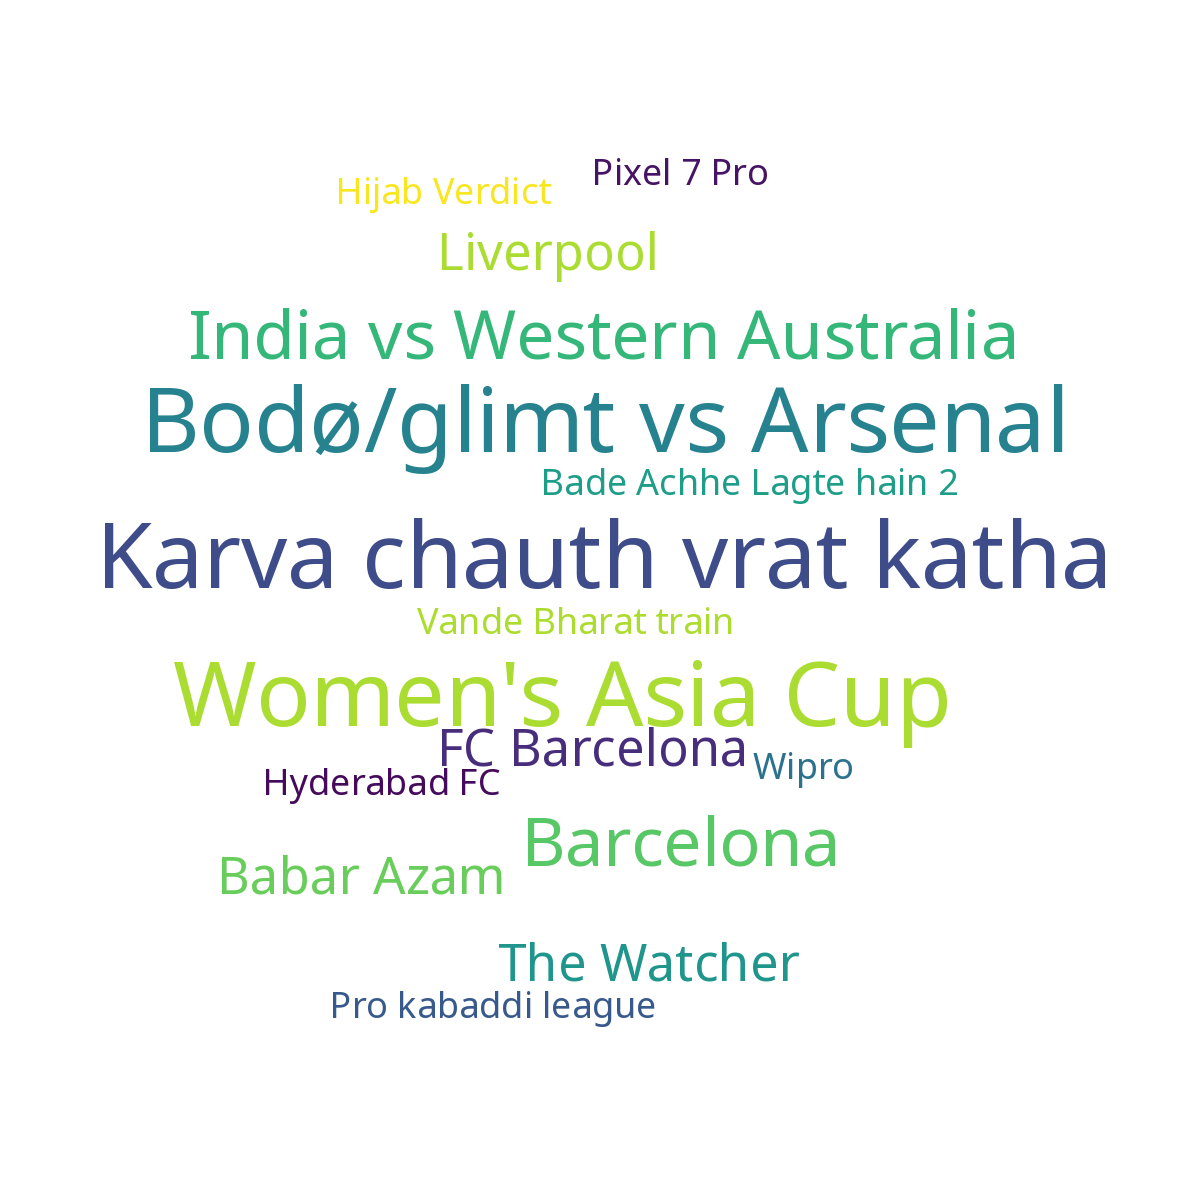 Pixel 7 Pro
Hijab Verdict
Liverpool
India vs Western Australia
Bodø/glimt vs Arsenal
Bade Achhe Lagte hain 2
Karva chauth vrat katha
Vande Bharat train
Women's Asia Cup
FC Barcelona
Wipro
Hyderabad FC
Barcelona
Babar Azam
The Watcher
Pro kabaddi league